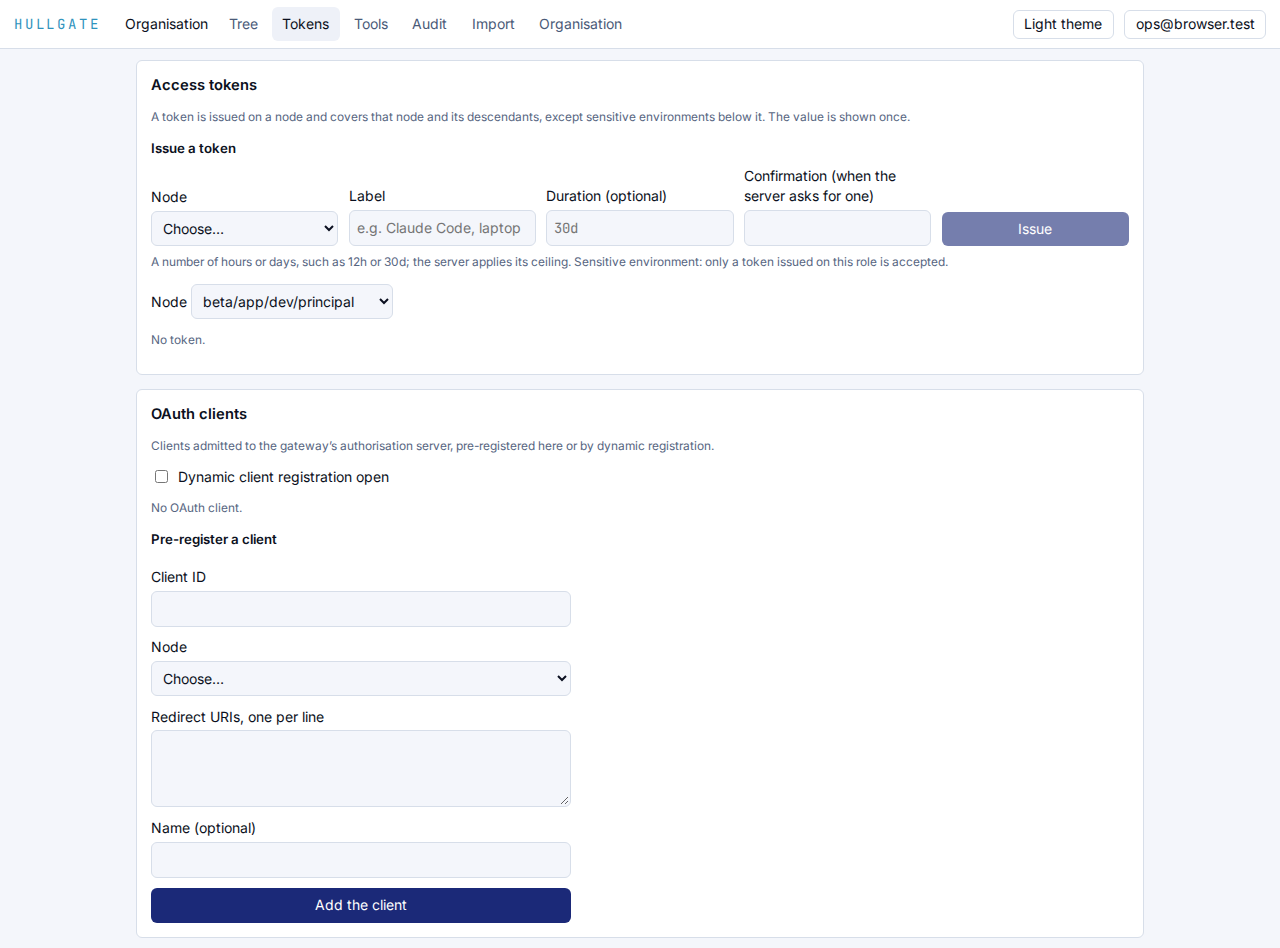 HULLGATE Organisation Tree Tokens Tools Audit Import Organisation Light theme ops@browser.test
Access tokens
A token is issued on a node and covers that node and its descendants, except sensitive environments below it. The value is shown once.
Issue a token
Node Label Duration (optional) Confirmation (when the
server asks for one)
Choose... e.g. Claude Code, laptop 30d Issue
A number of hours or days, such as 12h or 30d; the server applies its ceiling. Sensitive environment: only a token issued on this role is accepted.
Node beta/app/dev/principal
No token.
OAuth clients
Clients admitted to the gateway’s authorisation server, pre-registered here or by dynamic registration.
Dynamic client registration open
No OAuth client.
Pre-register a client
Client ID
Node
Choose...
Redirect URIs, one per line
Name (optional)
Add the client